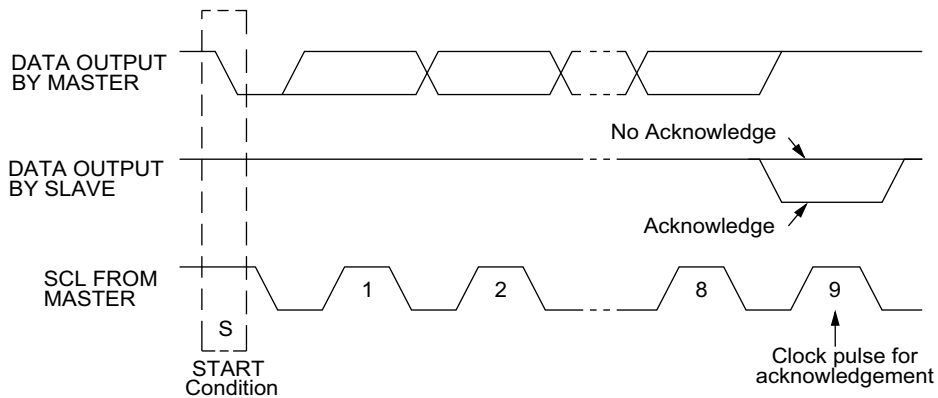 DATA OUTPUT
BY MASTER
No Acknowledge
DATA OUTPUT
BY SLAVE
Acknowledge
SCL FROM
MASTER
1
2
8
9
S
START
Condition
Clock pulse for
acknowledgement